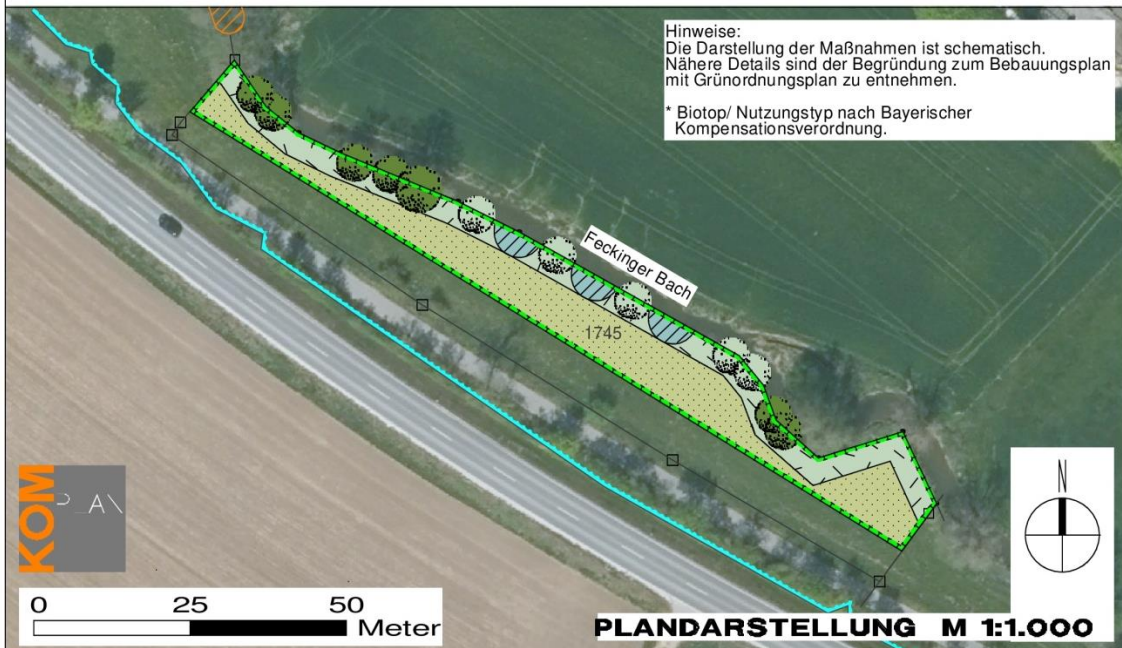 Hinweise:
Die Darstellung der Maßnahmen ist schematisch.
Nähere Details sind der Begründung zum Bebauungsplan
mit Grünordnungsplan zu entnehmen.
* Biotop/ Nutzungstyp nach Bayerischer
Kompensationsverordnung.
Feckinger Bach
1745
N
KOM
0 25 50
Meter
PLANDARSTELLUNG M 1:1.000